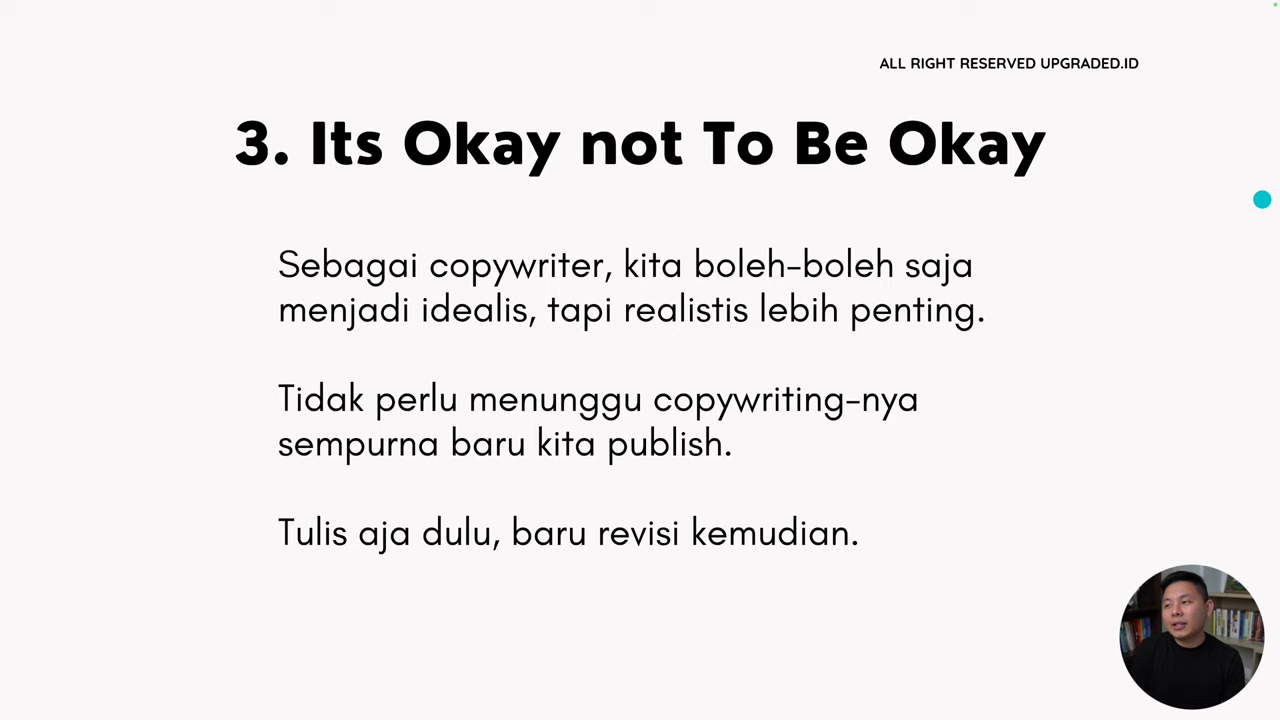 ALL RIGHT RESERVED UPGRADED.ID
3. Its Okay not To Be Okay
Sebagai copywriter, kita boleh-boleh saja
menjadi idealis, tapi realistis lebih penting.
Tidak perlu menunggu copywriting-nya
sempurna baru kita publish.
Tulis aja dulu, baru revisi kemudian.